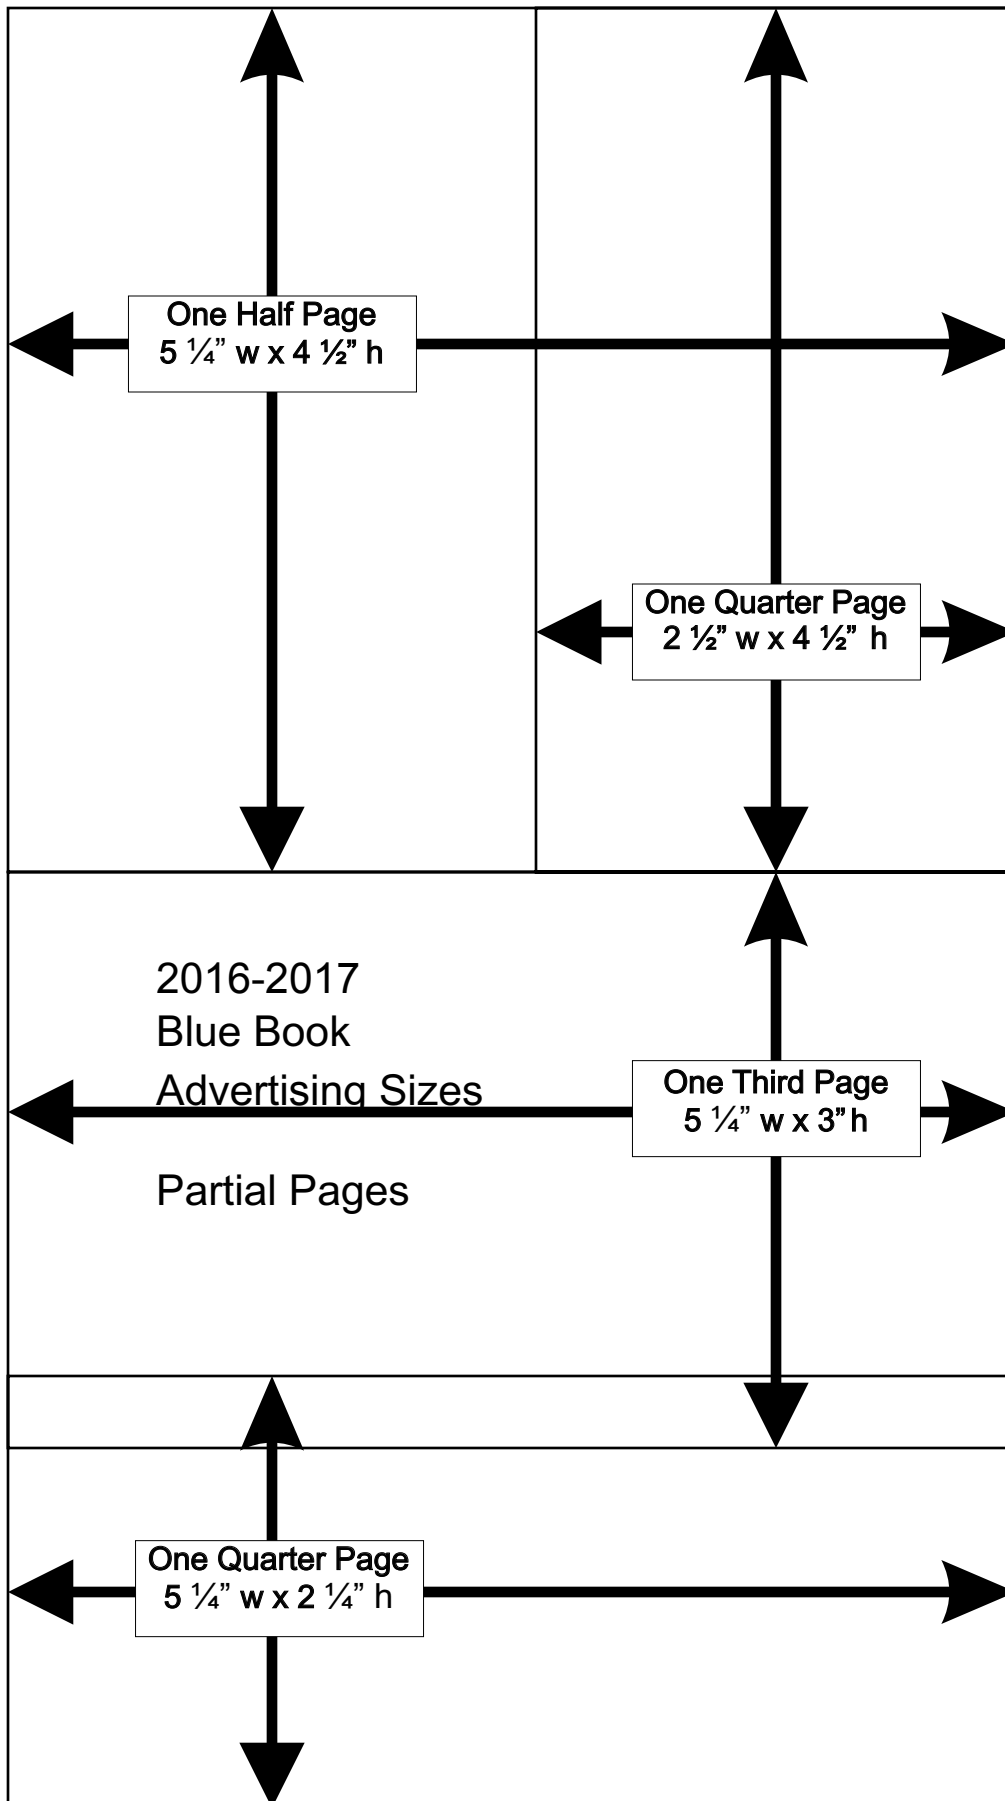 One Half Page
5 ¼” w x 4 ½” h
One Quarter Page
2 ½” w x 4 ½” h
2016-2017
Blue Book
Advertising Sizes
Partial Pages
One Third Page
5 ¼” w x 3” h
One Quarter Page
5 ¼” w x 2 ¼” h